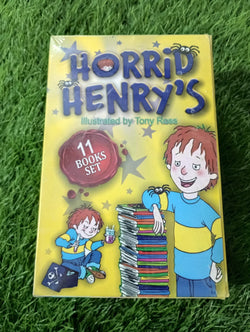 HORRID
HENRY'S
Illustrated by Tony Ross
11
BOOKS
SET